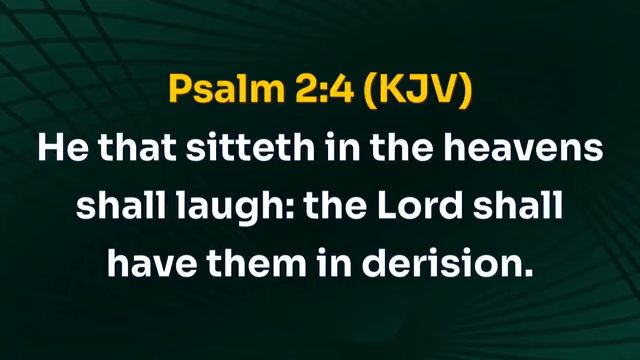 Psalm 2:4 (KJV)
He that sitteth in the heavens
shall laugh: the Lord shall
have them in derision.